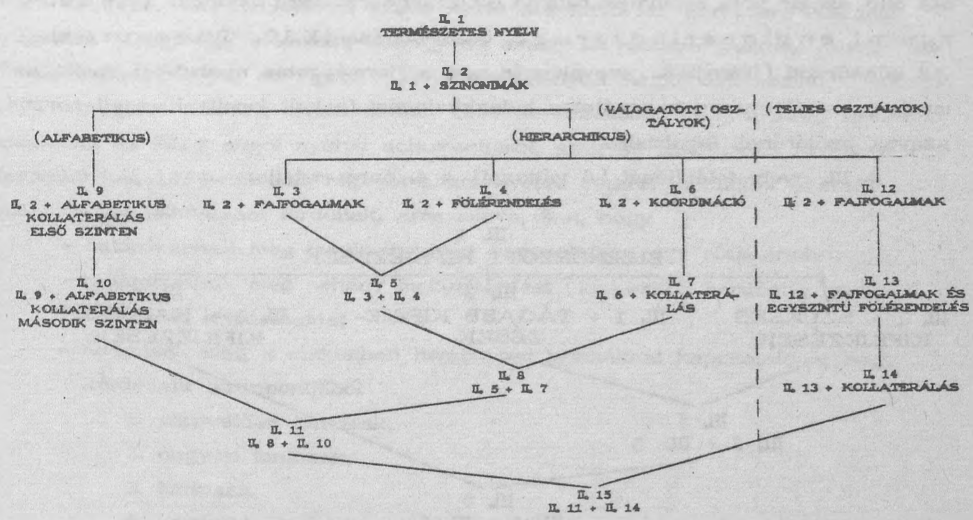 II. 1
TERMÉSZETES NYELV
II. 2
II. 1 + SZINONIMÁK
(ALFABETIKUS)
(HIERARCHIKUS)
(VÁLOGATOTT OSZ-
TÁLYOK)
(TELJES OSZTÁLYOK)
II. 9
II. 2 + ALFABETIKUS
KOLLATERÁLÁS
ELSŐ SZINTEN
II. 3
II. 2 + FAJFOGALMAK
II. 4
II. 2 + FÖLÉRENDELÉS
II. 6
II. 2 + KOORDINÁCIÓ
II. 12
II. 2 + FAJFOGALMAK
II. 10
II. 9 + ALFABETIKUS
KOLLATERÁLÁS
MÁSODIK SZINTEN
II. 5
II. 3 + II. 4
II. 7
II. 6 + KOLLATERÁ-
LÁS
II. 13
II. 12 + FAJFOGALMAK ÉS
EGYSZINTÜ FÖLÉRENDELÉS
II. 8
II. 5 + II. 7
II. 14
II. 13 + KOLLATERÁLÁS
II. 11
II. 8 + II. 10
II. 15
II. 11 + II. 14